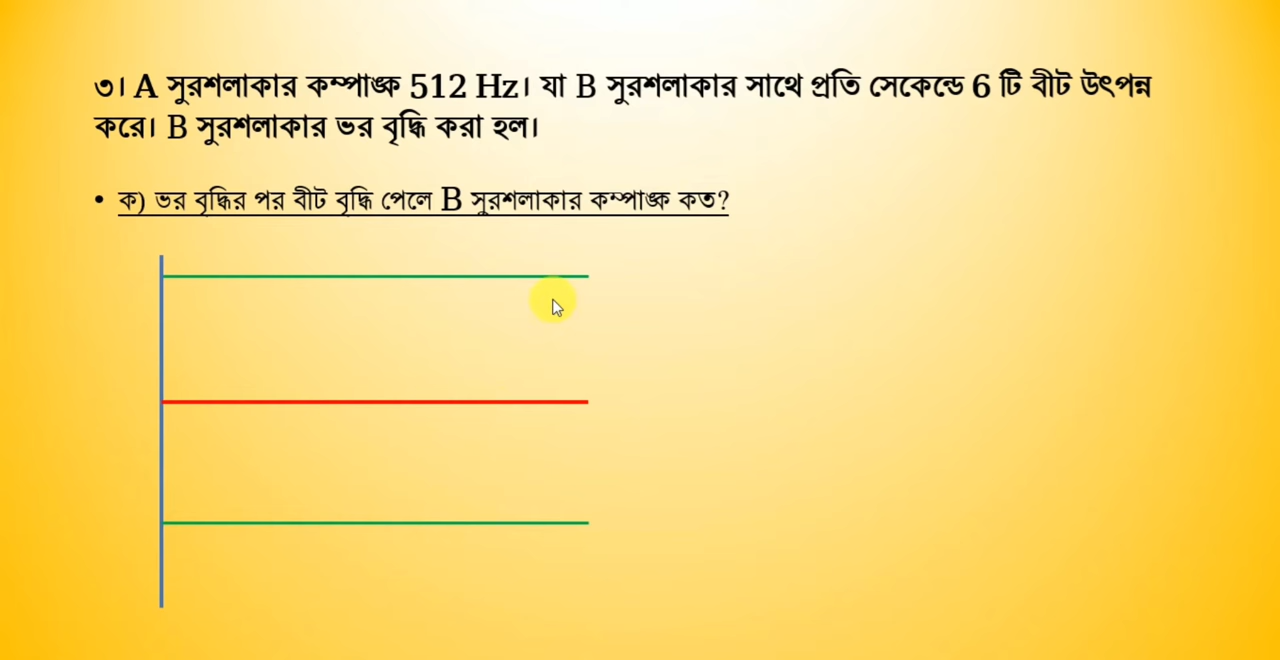 ৩। A সুরশলাকার কম্পাঙ্ক 512 Hz। যা B সুরশলাকার সাথে প্রতি সেকেন্ডে 6 টি বীট উৎপন্ন
করে। B সুরশলাকার ভর বৃদ্ধি করা হল।
• ক) ভর বৃদ্ধির পর বীট বৃদ্ধি পেলে B সুরশলাকার কম্পাঙ্ক কত?